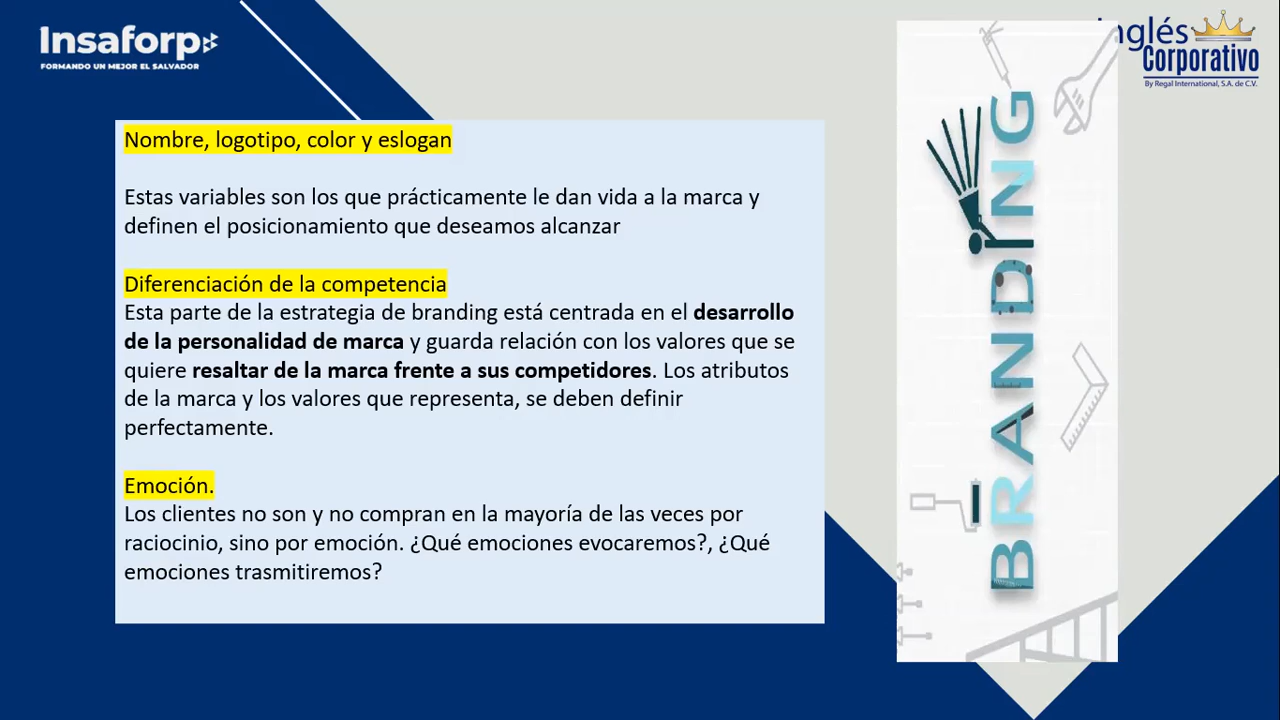 Insaforp
FORMANDO UN MEJOR EL SALVADOR
Inglés
Corporativo
By Regal International, S.A. de C.V.
Nombre, logotipo, color y eslogan
Estas variables son los que prácticamente le dan vida a la marca y
definen el posicionamiento que deseamos alcanzar
Diferenciación de la competencia
Esta parte de la estrategia de branding está centrada en el desarrollo
de la personalidad de marca y guarda relación con los valores que se
quiere resaltar de la marca frente a sus competidores. Los atributos
de la marca y los valores que representa, se deben definir
perfectamente.
Emoción.
Los clientes no son y no compran en la mayoría de las veces por
raciocinio, sino por emoción. ¿Qué emociones evocaremos?, ¿Qué
emociones trasmitiremos?
BRANDING